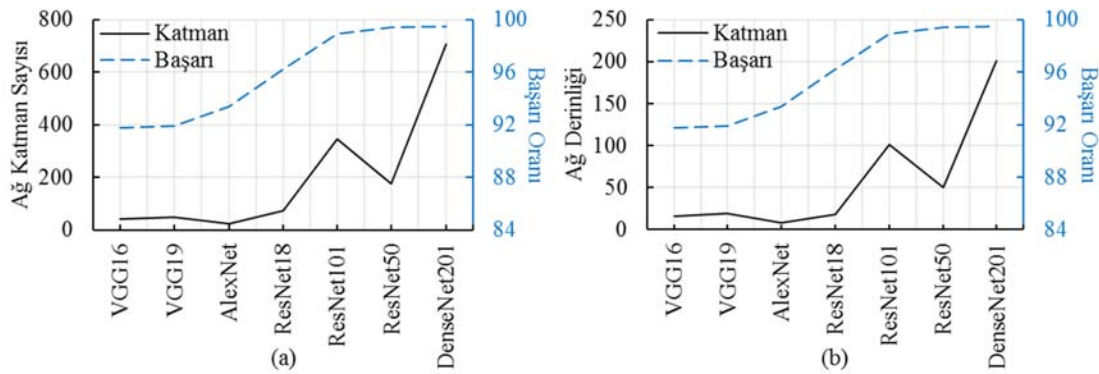 800
600
400
200
0
Ağ Katman Sayısı
Katman
Başarı
100
96
92
88
84
Başarı Oranı
VGG16
VGG19
AlexNet
ResNet18
ResNet101
ResNet50
DenseNet201
(a)
250
200
150
100
50
0
Ağ Derinliği
Katman
Başarı
100
96
92
88
84
Başarı Oranı
VGG16
VGG19
AlexNet
ResNet18
ResNet101
ResNet50
DenseNet201
(b)